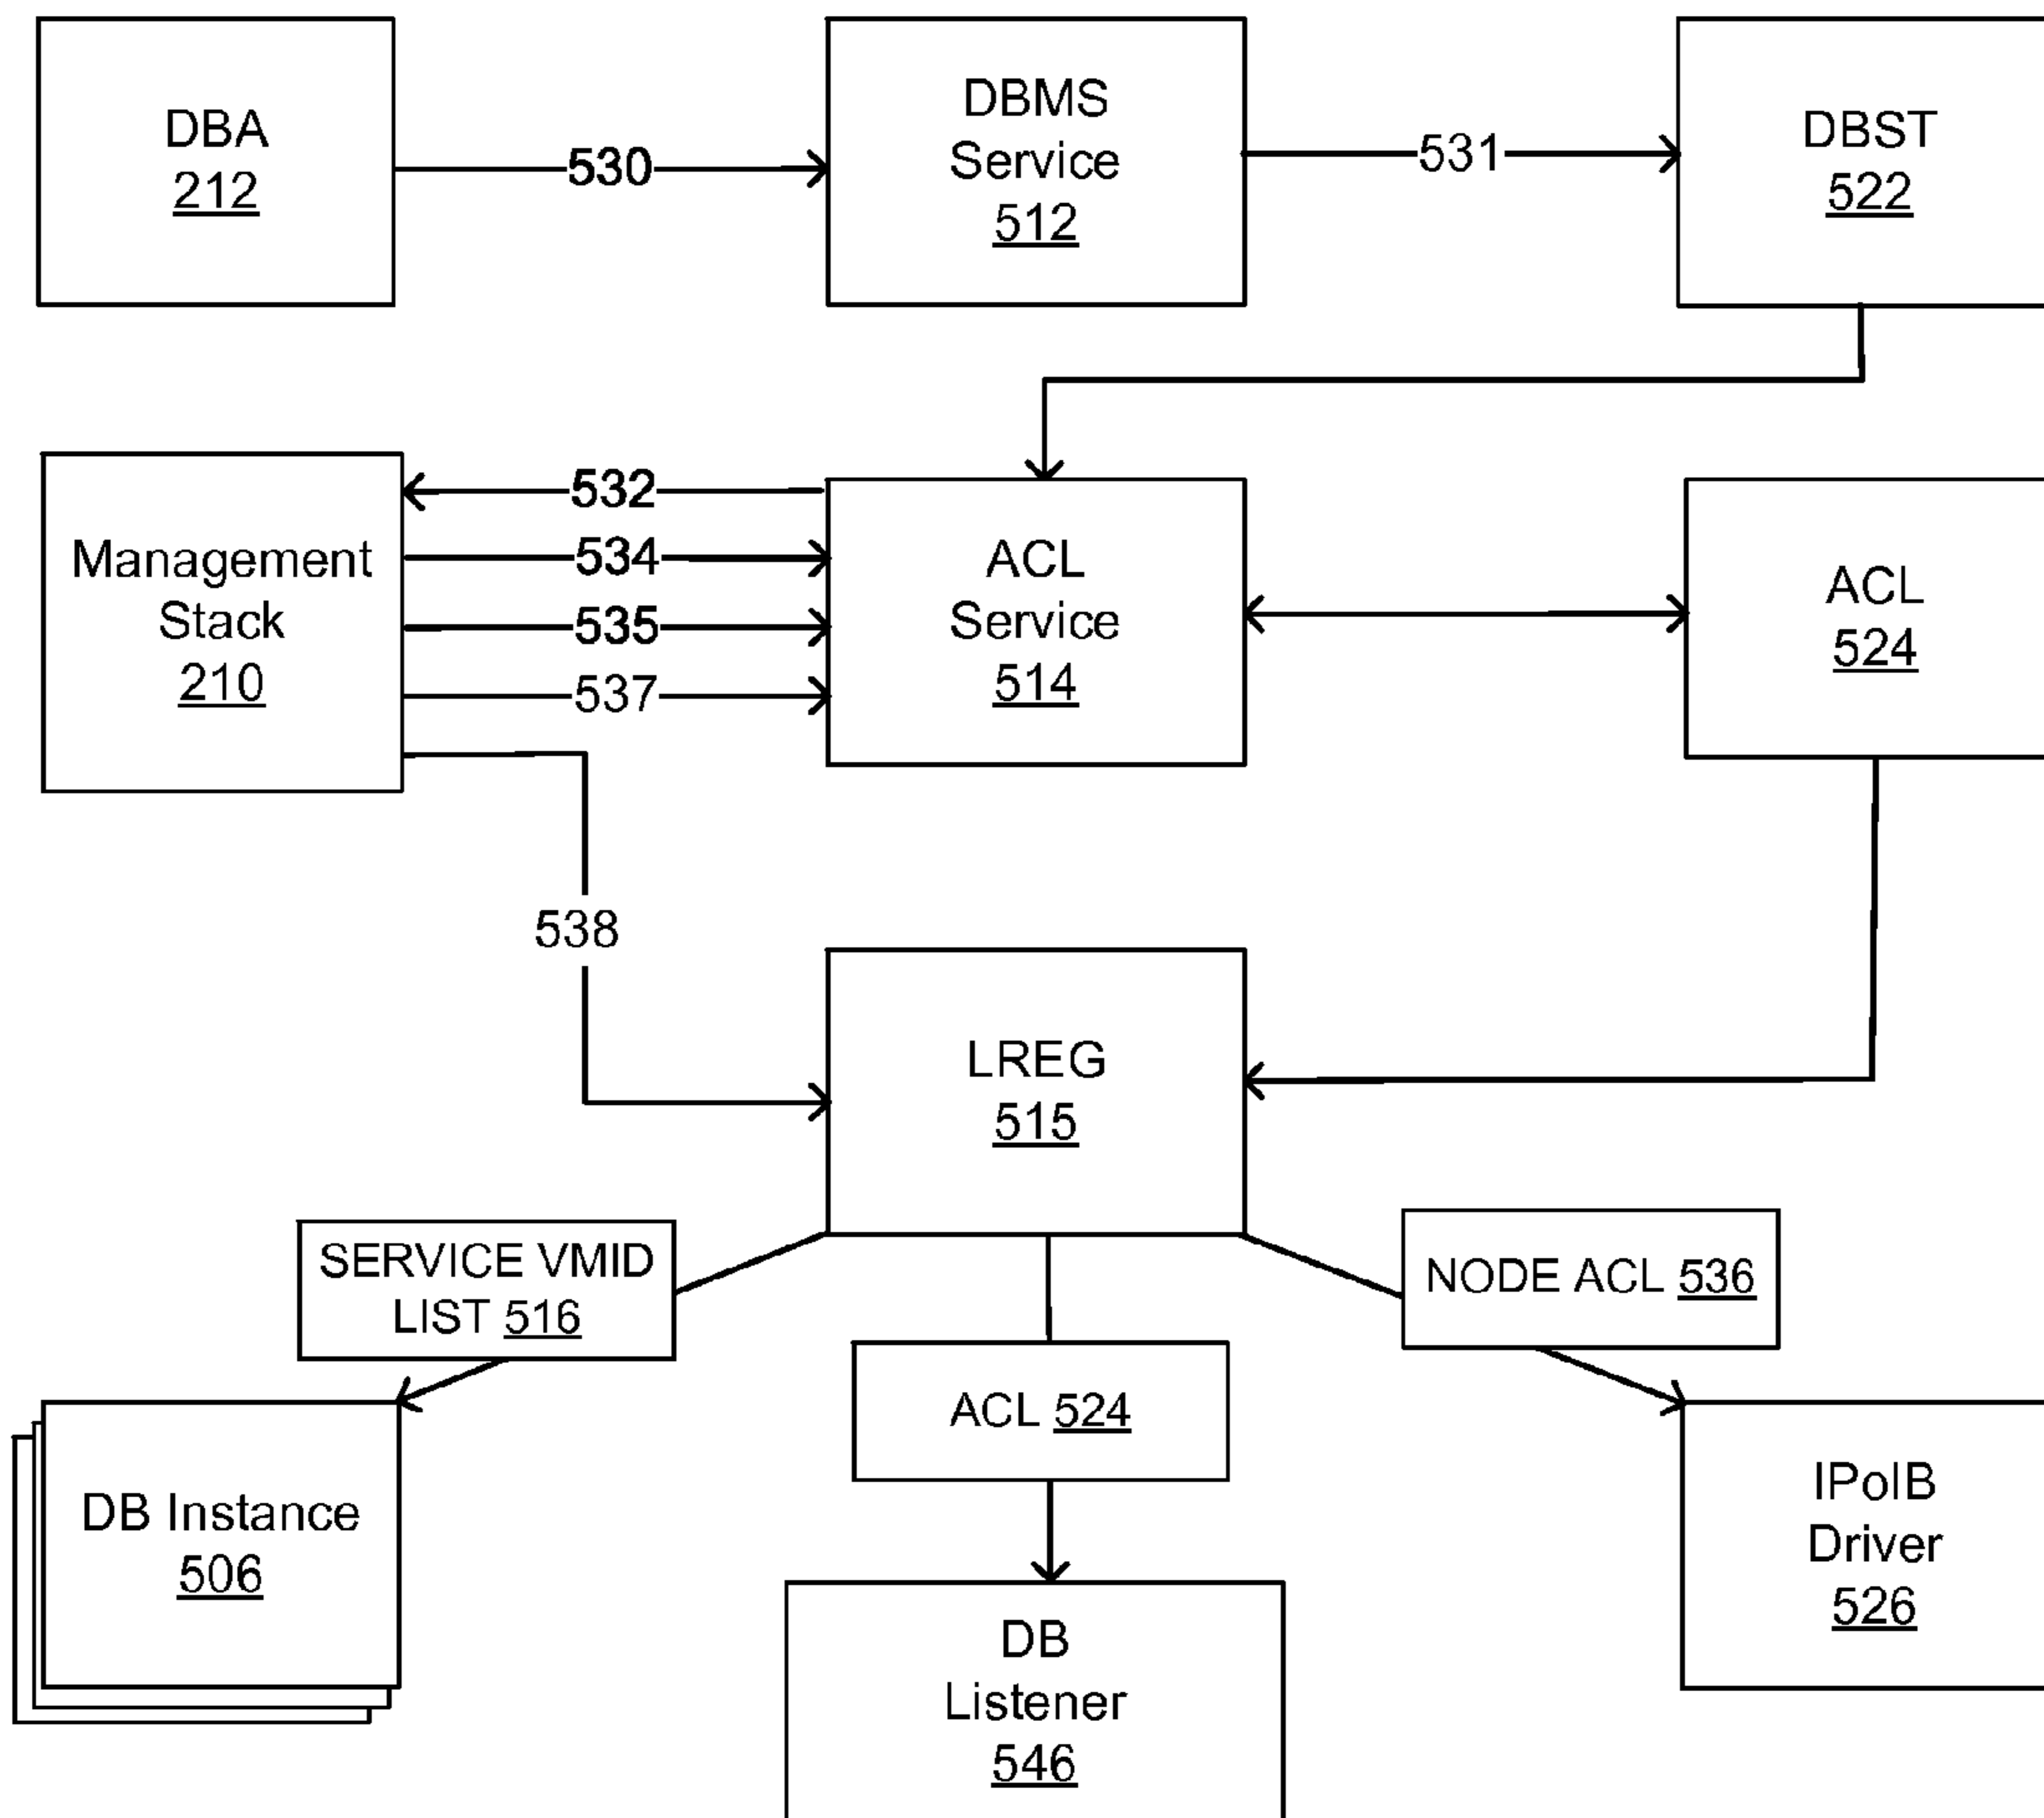 DBA
212
530
DBMS
Service
512
531
DBST
522
Management
Stack
210
532
534
535
537
ACL
Service
514
ACL
524
538
LREG
515
SERVICE VMID
LIST 516
ACL 524
NODE ACL 536
DB Instance
506
DB
Listener
546
IPoIB
Driver
526